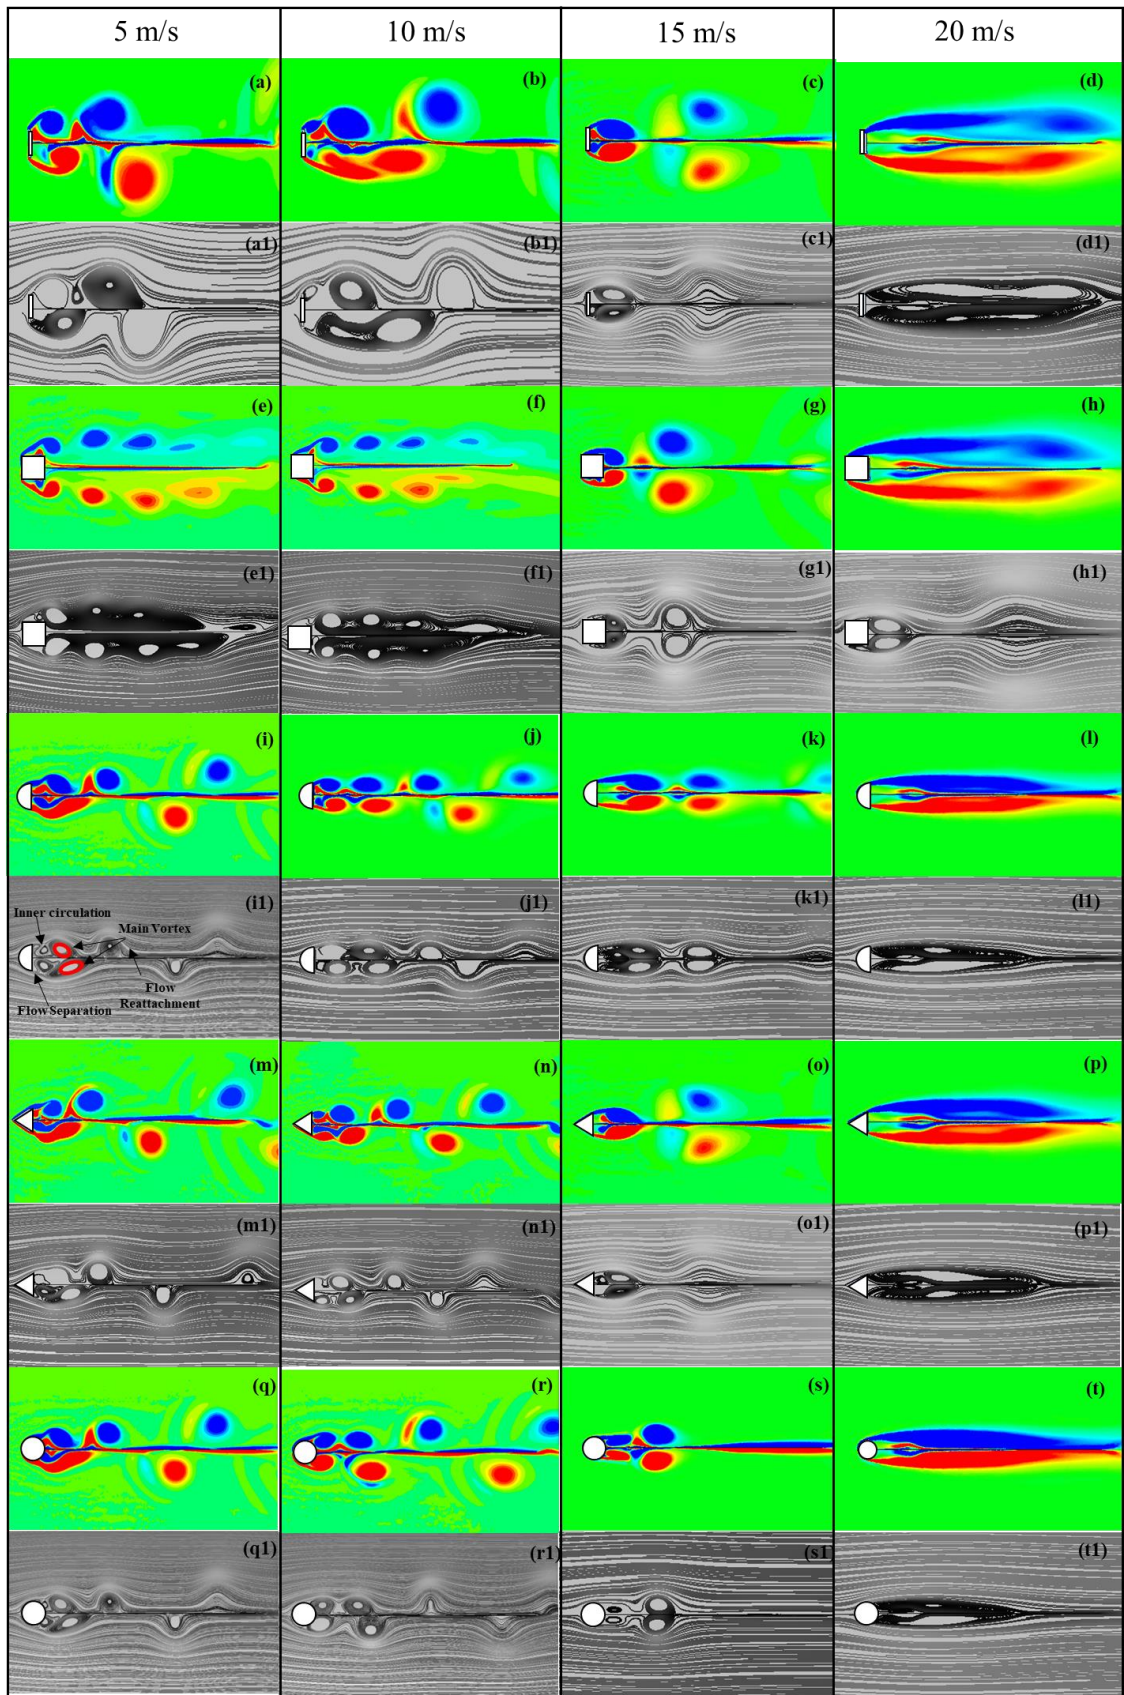 5 m/s 10 m/s 15 m/s 20 m/s
(a) (b) (c) (d)
(a1) (b1) (c1) (d1)
(e) (f) (g) (h)
(e1) (f1) (g1) (h1)
(i) (j) (k) (l)
(i1) (j1) (k1) (l1)
Inner circulation
Main Vortex
Flow
Reattachment
Flow Separation
(m) (n) (o) (p)
(m1) (n1) (o1) (p1)
(q) (r) (s) (t)
(q1) (r1) (s1) (t1)